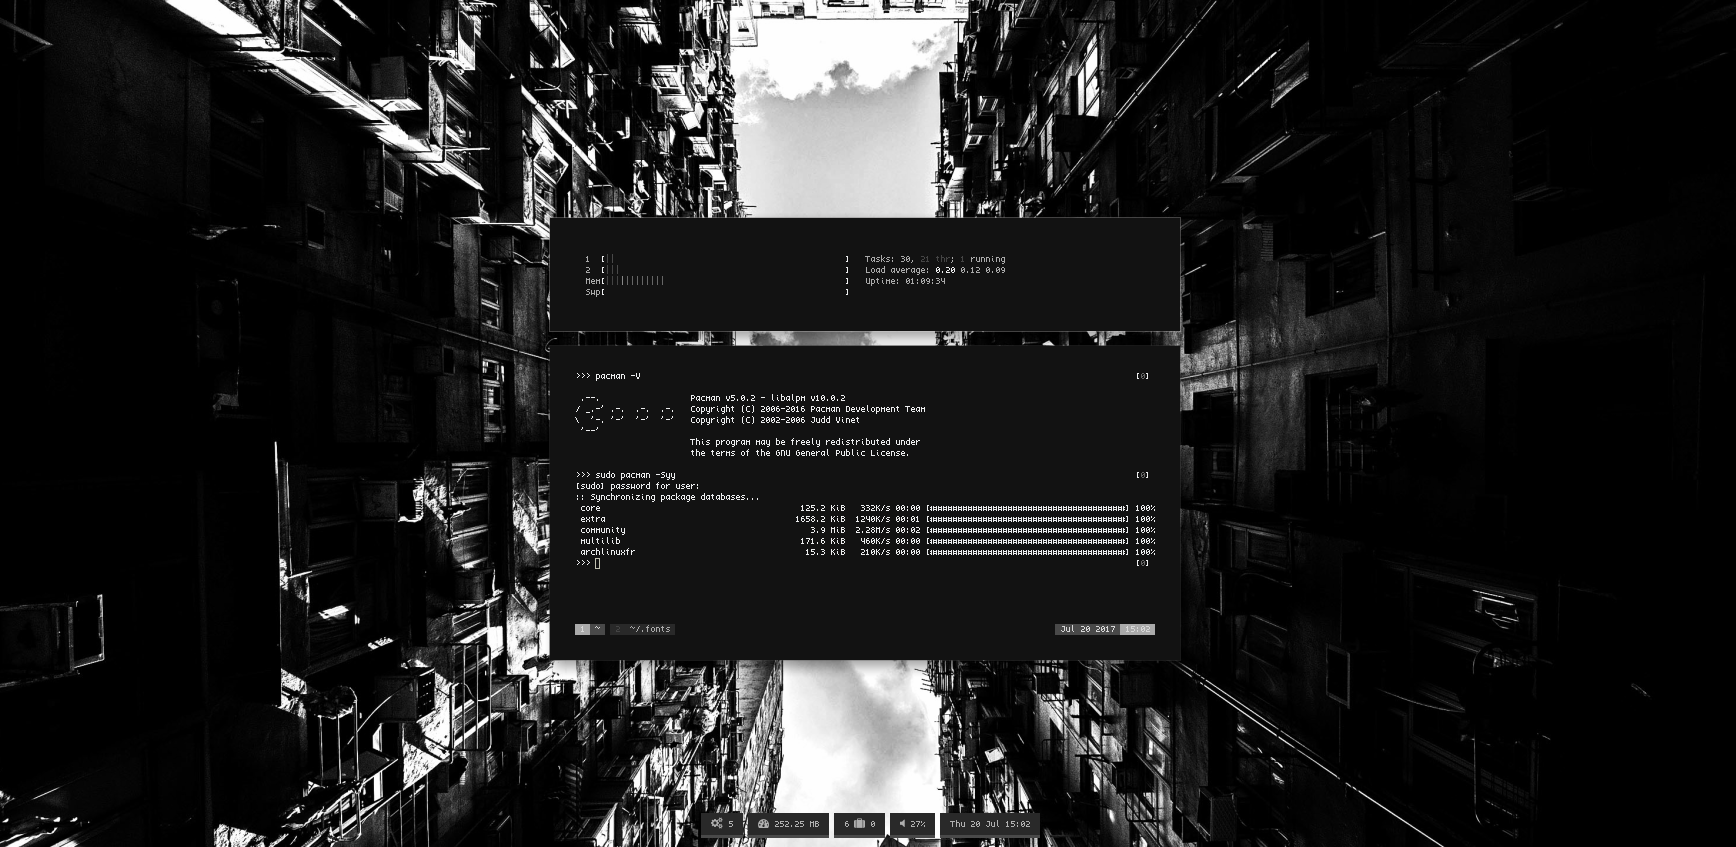 1 [|| ] Tasks: 30, 21 thr; 1 running
2 [||| ] Load average: 0.20 0.12 0.09
Mem[|||||||||||| ] Uptime: 01:09:34
Swp[ ]
>>> pacman -V [0]
Pacman v5.0.2 - libalpm v10.0.2
Copyright (C) 2006-2016 Pacman Development Team
Copyright (C) 2002-2006 Judd Vinet
This program may be freely redistributed under
the terms of the GNU General Public License.
>>> sudo pacman -Syy [0]
[sudo] password for user:
:: Synchronizing package databases...
core 125.2 KiB 332K/s 00:00 [########################################] 100%
extra 1658.2 KiB 1240K/s 00:01 [########################################] 100%
community 3.9 MiB 2.28M/s 00:02 [########################################] 100%
multilib 171.6 KiB 460K/s 00:00 [########################################] 100%
archlinuxfr 15.3 KiB 210K/s 00:00 [########################################] 100%
>>> [0]
1 ~ 2 ~/.fonts Jul 20 2017 15:02
5 252.25 MB 6 0 27% Thu 20 Jul 15:02